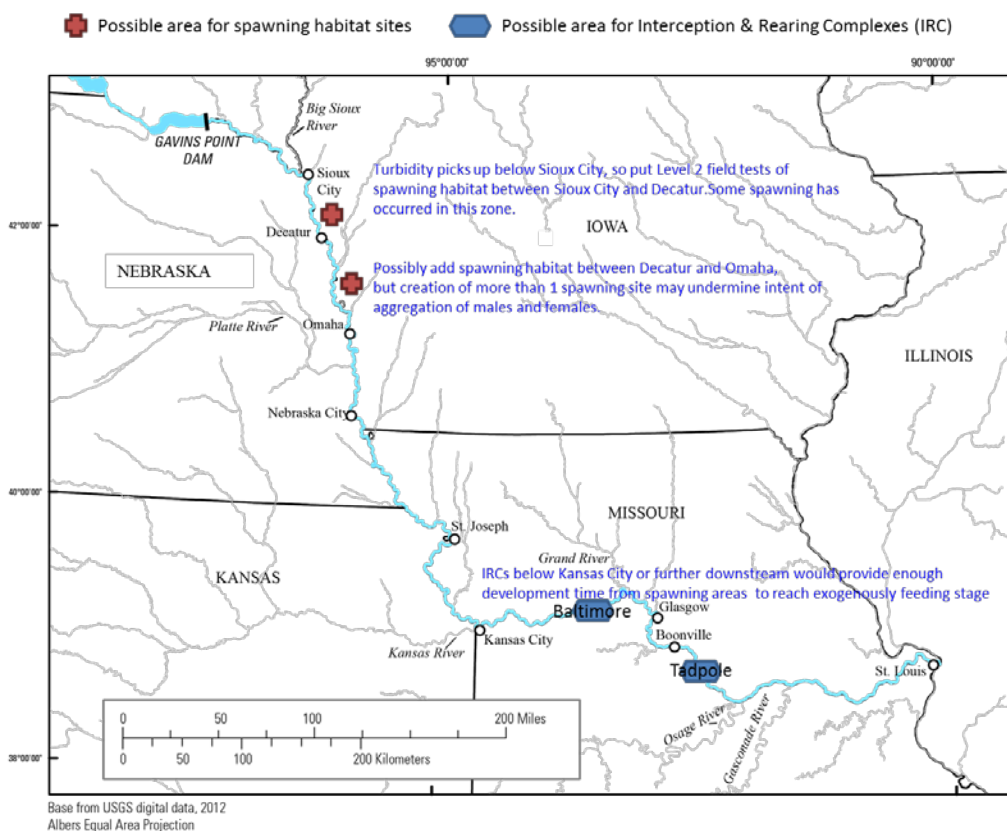 Possible area for spawning habitat sites
Possible area for Interception & Rearing Complexes (IRC)
95°00'00"
90°00'00"
Big Sioux
River
GAVINS POINT
DAM
Sioux
City
Turbidity picks up below Sioux City, so put Level 2 field tests of
spawning habitat between Sioux City and Decatur.Some spawning has
occurred in this zone.
42°00'00"
IOWA
Decatur
NEBRASKA
Possibly add spawning habitat between Decatur and Omaha,
but creation of more than 1 spawning site may undermine intent of
aggregation of males and females.
Platte River
Omaha
ILLINOIS
Nebraska City
40°00'00"
MISSOURI
St. Joseph
Grand River
KANSAS
IRCs below Kansas City or further downstream would provide enough
development time from spawning areas to reach exogenously feeding stage
Baltimore
Glasgow
Kansas City
Boonville
Kansas River
Tadpole
St. Louis
Osage River
Gasconade River
0 50 100 200 Miles
0 50 100 200 Kilometers
38°00'00"
Base from USGS digital data, 2012
Albers Equal Area Projection